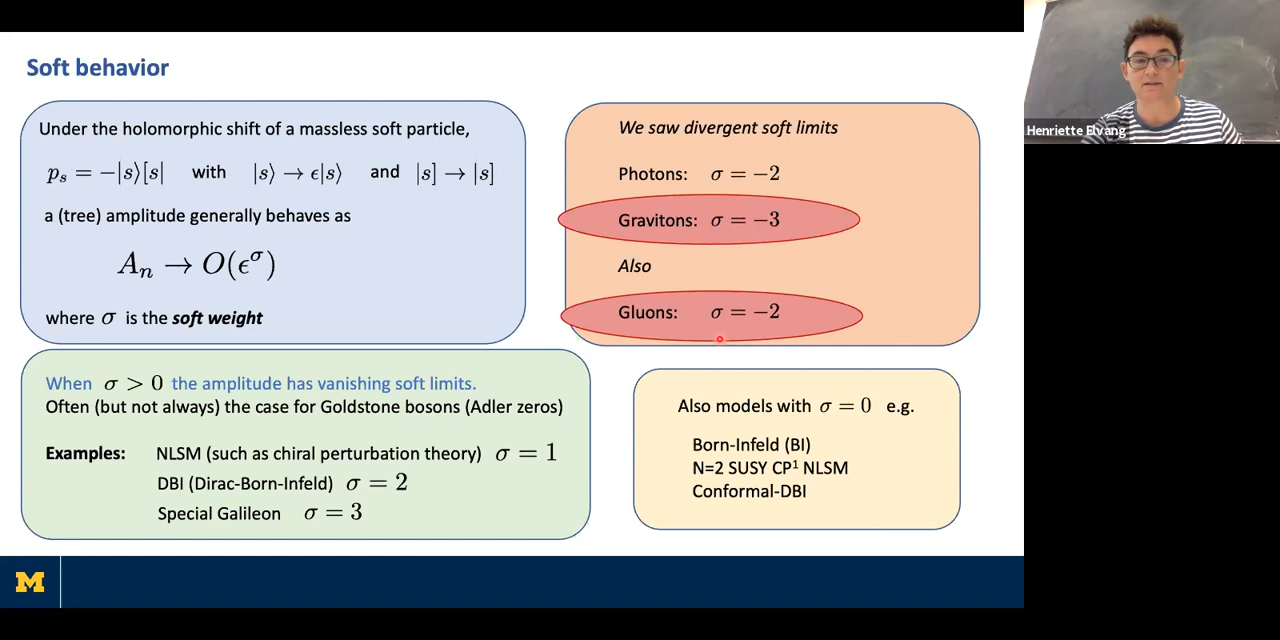 Soft behavior
Under the holomorphic shift of a massless soft particle,
pₛ = −|s⟩[s| with |s⟩ → ϵ|s⟩ and |s] → |s]
a (tree) amplitude generally behaves as
Aₙ → O(ϵ^σ)
where σ is the soft weight
We saw divergent soft limits
Photons: σ = −2
Gravitons: σ = −3
Also
Gluons: σ = −2
When σ > 0 the amplitude has vanishing soft limits.
Often (but not always) the case for Goldstone bosons (Adler zeros)
Examples: NLSM (such as chiral perturbation theory) σ = 1
DBI (Dirac-Born-Infeld) σ = 2
Special Galileon σ = 3
Also models with σ = 0 e.g.
Born-Infeld (BI)
N=2 SUSY CP¹ NLSM
Conformal-DBI
M
Henriette Elvang